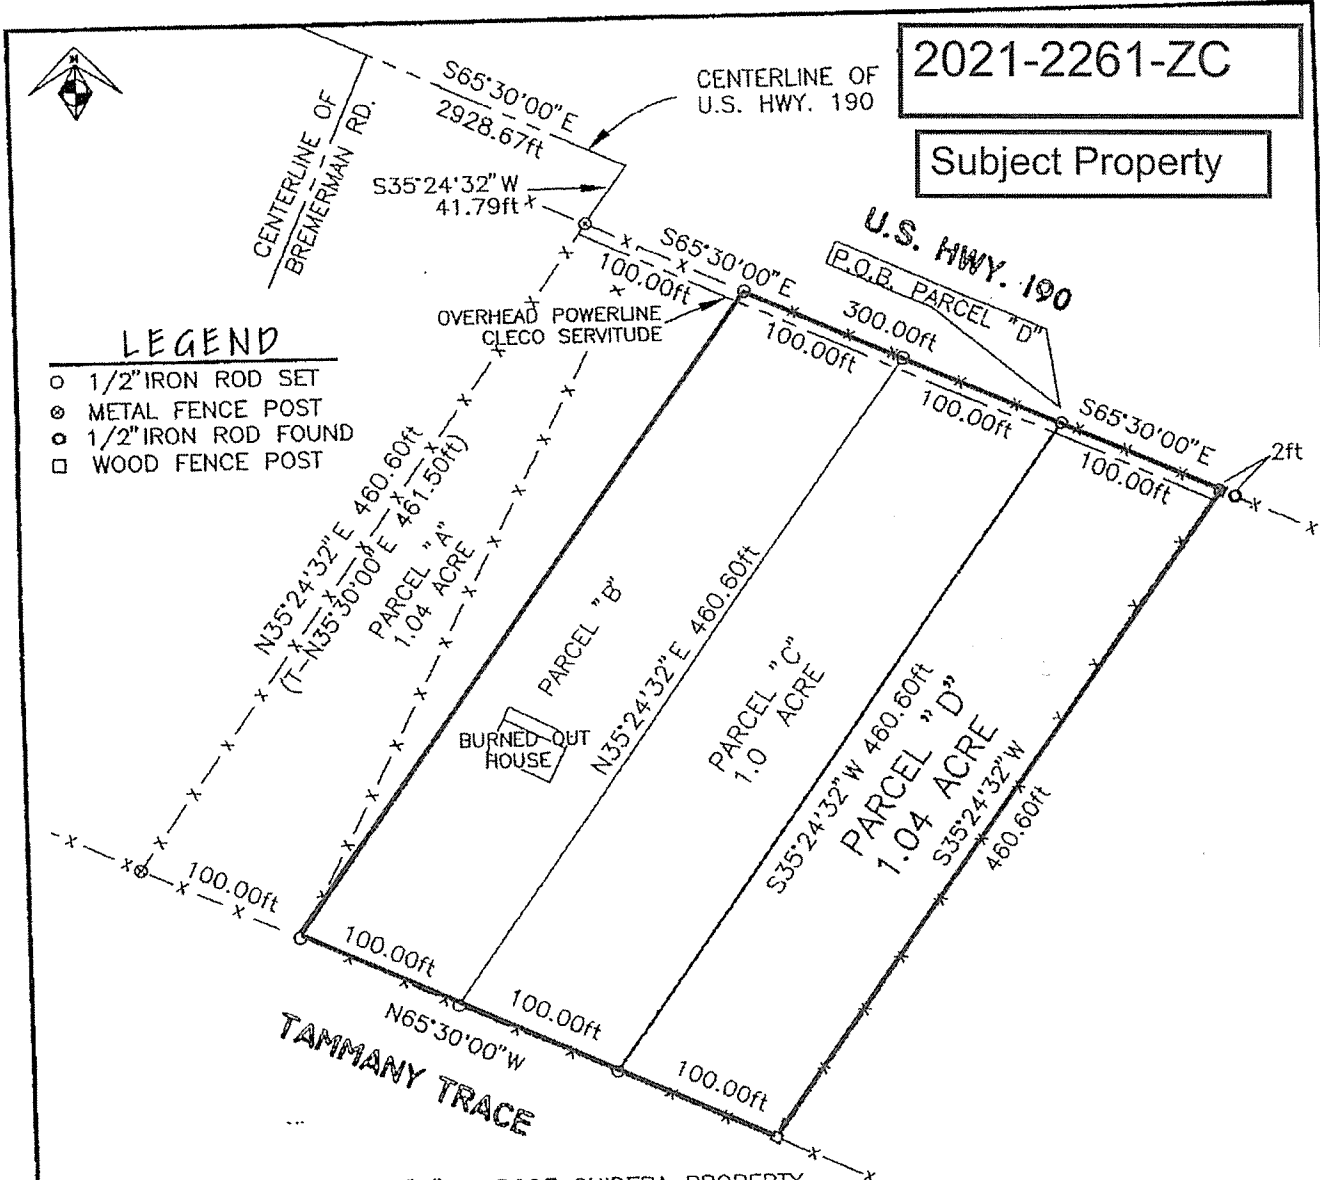 N
2021-2261-ZC
Subject Property
CENTERLINE OF
U.S. HWY. 190
S65°30'00"E
2928.67ft
CENTERLINE OF
BREMERMAN RD.
S35°24'32"W
41.79ft
U.S. HWY. 190
P.O.B. PARCEL "D"
S65°30'00"E
100.00ft
300.00ft
100.00ft
100.00ft
S65°30'00"E
100.00ft
2ft
OVERHEAD POWERLINE
CLECO SERVITUDE
LEGEND
1/2"IRON ROD SET
METAL FENCE POST
1/2"IRON ROD FOUND
WOOD FENCE POST
N35°24'32"E 460.60ft
(T-N35°30'00"E 461.50ft)
PARCEL "A"
1.04 ACRE
PARCEL "B"
BURNED OUT
HOUSE
N35°24'32"E 460.60ft
PARCEL "C"
1.0 ACRE
S35°24'32"W 460.60ft
PARCEL "D"
1.04 ACRE
S35°24'32"W
460.60ft
100.00ft
100.00ft
100.00ft
100.00ft
N65°30'00"W
TAMMANY TRACE
PROPERTY